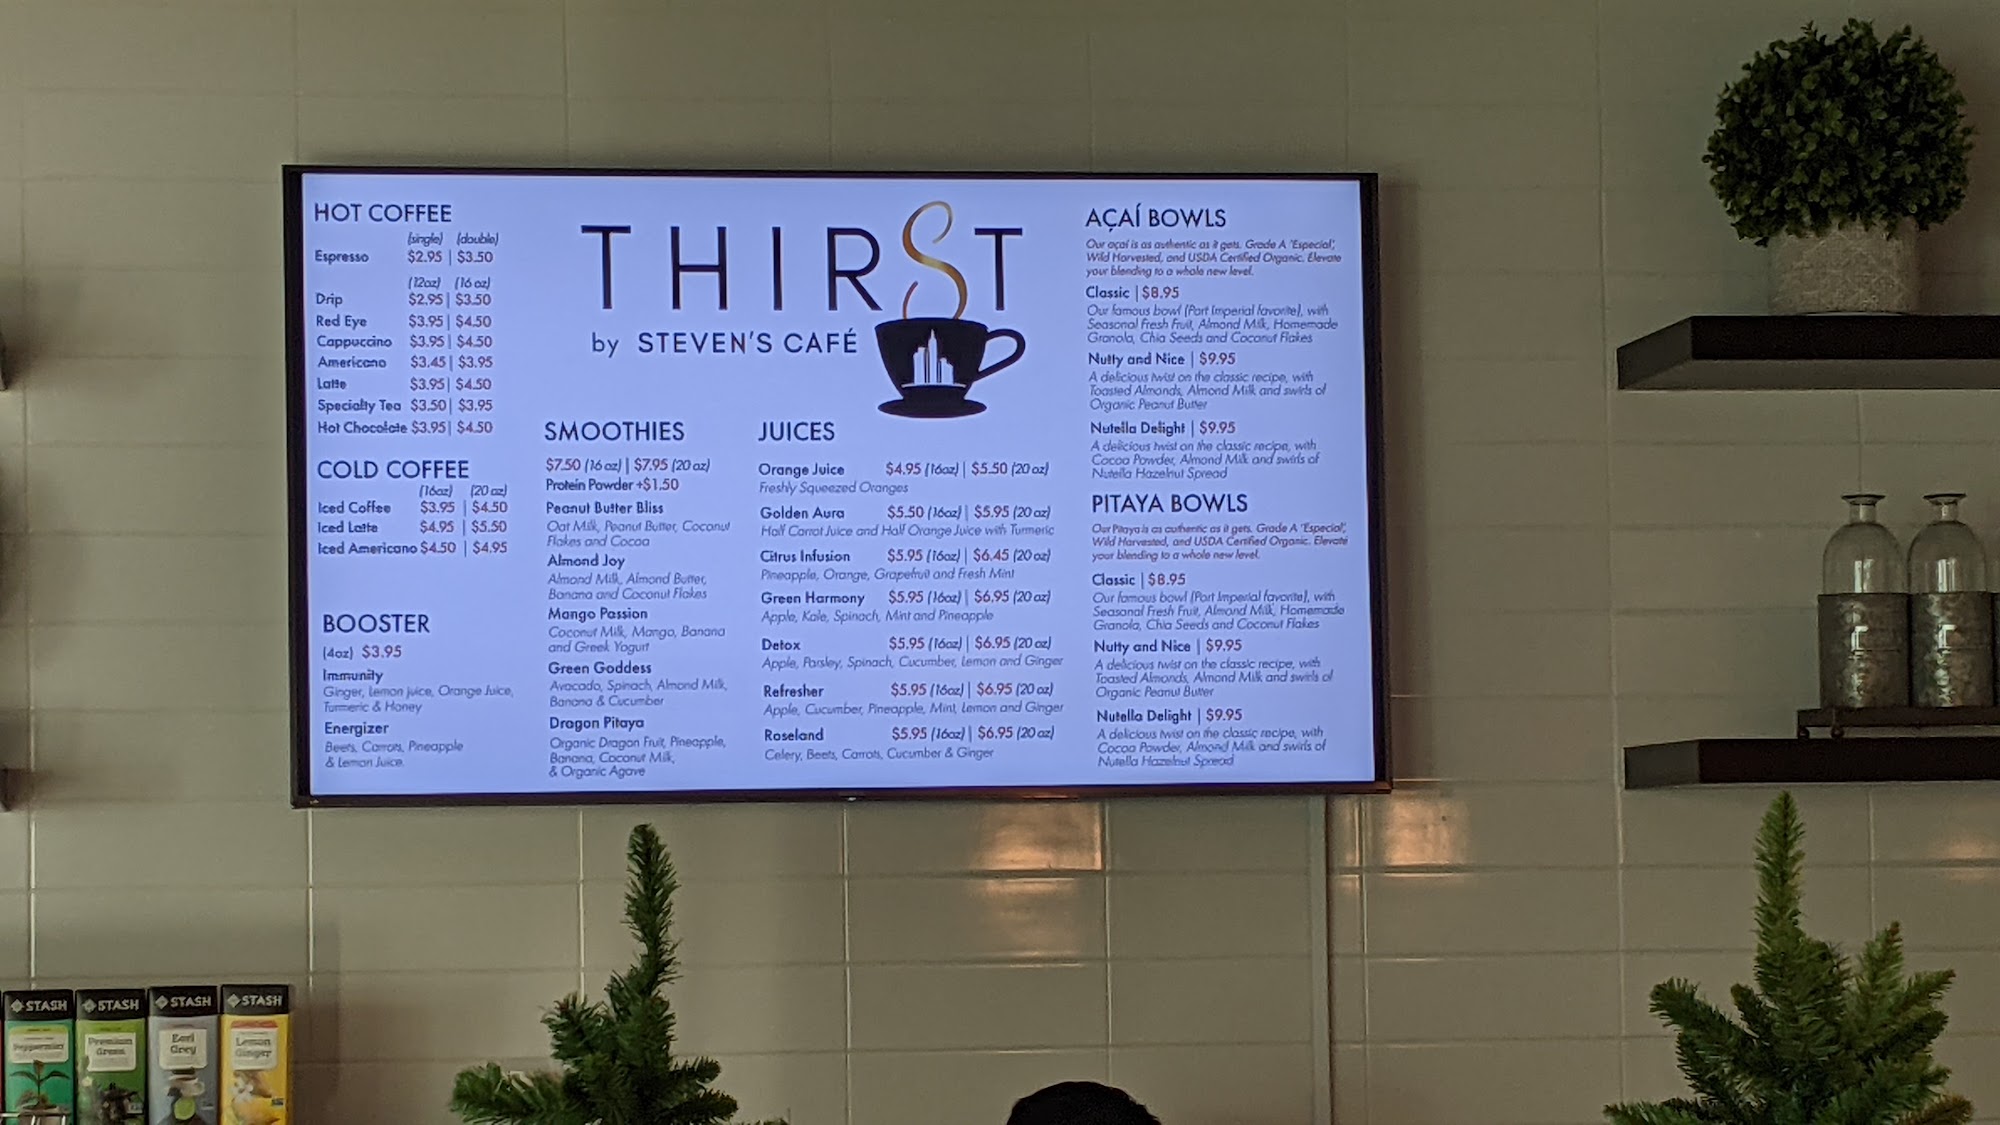 HOT COFFEE
(single) (double)
Espresso $2.95 | $3.50
(12oz) (16 oz)
Drip $2.95 | $3.50
Red Eye $3.95 | $4.50
Cappuccino $3.95 | $4.50
Americano $3.45 | $3.95
Latte $3.95 | $4.50
Specialty Tea $3.50 | $3.95
Hot Chocolate $3.95 | $4.50
COLD COFFEE
(16oz) (20 oz)
Iced Coffee $3.95 | $4.50
Iced Latte $4.95 | $5.50
Iced Americano $4.50 | $4.95
BOOSTER
(4oz) $3.95
Immunity
Ginger, Lemon juice, Orange Juice,
Turmeric & Honey
Energizer
Beets, Carrots, Pineapple
& Lemon Juice.
THIRST
by STEVEN'S CAFÉ
SMOOTHIES
$7.50 (16 oz) | $7.95 (20 oz)
Protein Powder +$1.50
Peanut Butter Bliss
Oat Milk, Peanut Butter, Coconut
Flakes and Cocoa
Almond Joy
Almond Milk, Almond Butter,
Banana and Coconut Flakes
Mango Passion
Coconut Milk, Mango, Banana
and Greek Yogurt
Green Goddess
Avocado, Spinach, Almond Milk,
Banana & Cucumber
Dragon Pitaya
Organic Dragon Fruit, Pineapple,
Banana, Coconut Milk,
& Organic Agave
JUICES
Orange Juice $4.95 (16oz) | $5.50 (20 oz)
Freshly Squeezed Oranges
Golden Aura $5.50 (16oz) | $5.95 (20 oz)
Half Carrot Juice and Half Orange Juice with Turmeric
Citrus Infusion $5.95 (16oz) | $6.45 (20 oz)
Pineapple, Orange, Grapefruit and Fresh Mint
Green Harmony $5.95 (16oz) | $6.95 (20 oz)
Apple, Kale, Spinach, Mint and Pineapple
Detox $5.95 (16oz) | $6.95 (20 oz)
Apple, Parsley, Spinach, Cucumber, Lemon and Ginger
Refresher $5.95 (16oz) | $6.95 (20 oz)
Apple, Cucumber, Pineapple, Mint, Lemon and Ginger
Roseland $5.95 (16oz) | $6.95 (20 oz)
Celery, Beets, Carrots, Cucumber & Ginger
AÇAÍ BOWLS
Our açaí is as authentic as it gets. Grade A 'Especial',
Wild Harvested, and USDA Certified Organic. Elevate
your blending to a whole new level.
Classic | $8.95
Our famous bowl (Port Imperial favorite), with
Seasonal Fresh Fruit, Almond Milk, Homemade
Granola, Chia Seeds and Coconut Flakes
Nutty and Nice | $9.95
A delicious twist on the classic recipe, with
Toasted Almonds, Almond Milk and swirls of
Organic Peanut Butter
Nutella Delight | $9.95
A delicious twist on the classic recipe, with
Cocoa Powder, Almond Milk and swirls of
Nutella Hazelnut Spread
PITAYA BOWLS
Our Pitaya is as authentic as it gets. Grade A 'Especial',
Wild Harvested, and USDA Certified Organic. Elevate
your blending to a whole new level.
Classic | $8.95
Our famous bowl (Port Imperial favorite), with
Seasonal Fresh Fruit, Almond Milk, Homemade
Granola, Chia Seeds and Coconut Flakes
Nutty and Nice | $9.95
A delicious twist on the classic recipe, with
Toasted Almonds, Almond Milk and swirls of
Organic Peanut Butter
Nutella Delight | $9.95
A delicious twist on the classic recipe, with
Cocoa Powder, Almond Milk and swirls of
Nutella Hazelnut Spread
STASH
Peppermint
STASH
Premium
Green
STASH
Earl
Grey
STASH
Lemon
Ginger